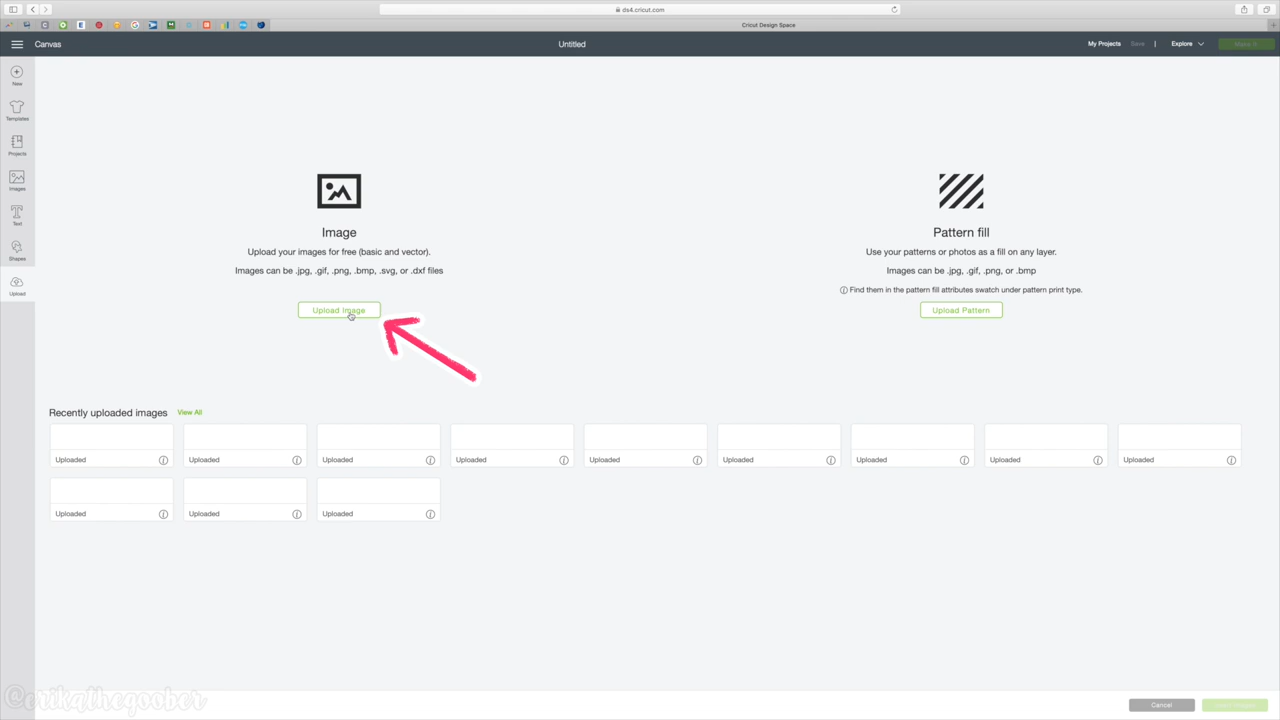 ds4.cricut.com
Cricut Design Space
Canvas
Untitled
My Projects
Save
|
Explore
Make It
New
Templates
Projects
Images
Text
Shapes
Upload
Image
Upload your images for free (basic and vector).
Images can be .jpg, .gif, .png, .bmp, .svg, or .dxf files
Upload Image
Pattern fill
Use your patterns or photos as a fill on any layer.
Images can be .jpg, .gif, .png, or .bmp
Find them in the pattern fill attributes swatch under pattern print type.
Upload Pattern
Recently uploaded images View All
Uploaded
Uploaded
Uploaded
Uploaded
Uploaded
Uploaded
Uploaded
Uploaded
Uploaded
Uploaded
Uploaded
Uploaded
@erikathegoober
Cancel
Insert Images